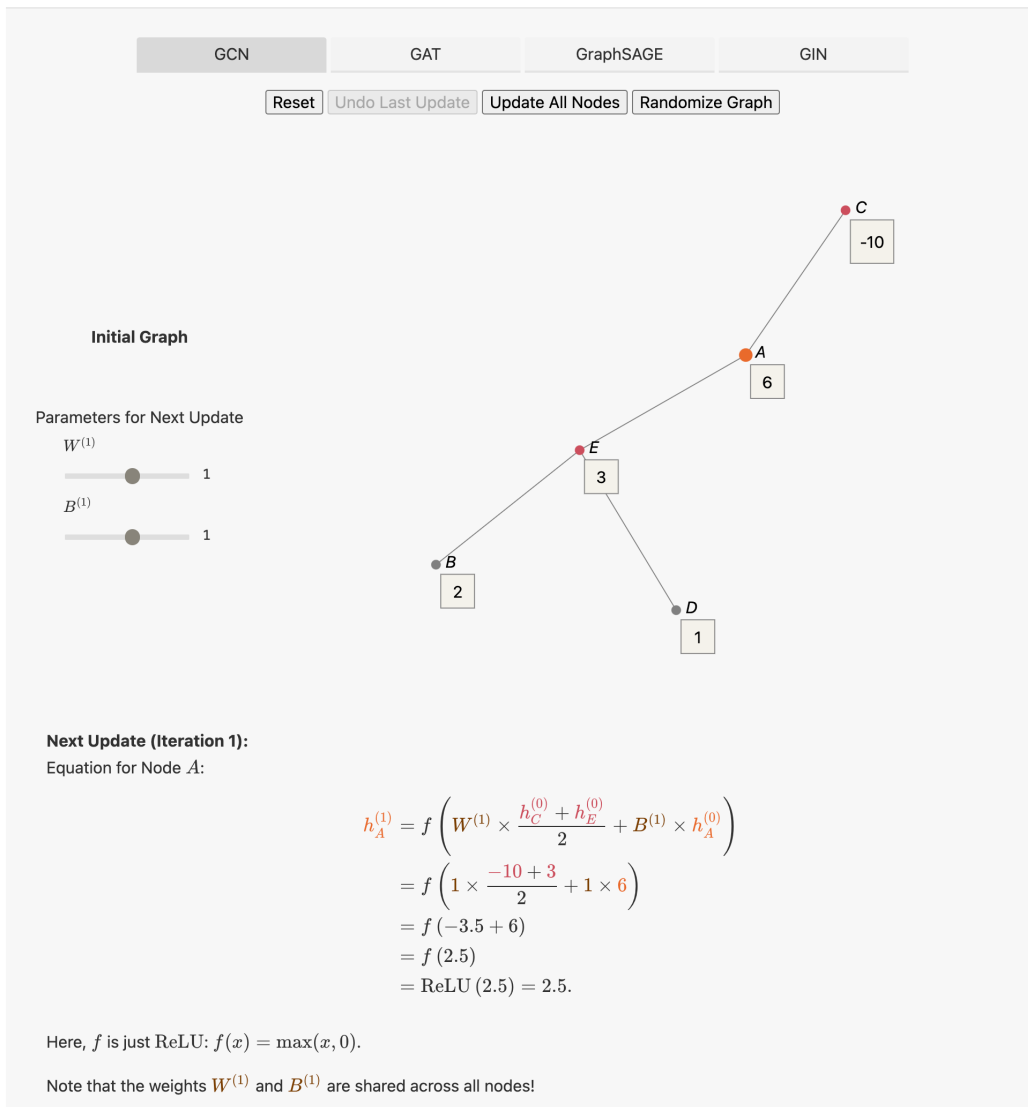 GCN GAT GraphSAGE GIN
Reset Undo Last Update Update All Nodes Randomize Graph
C
-10
Initial Graph
A
6
Parameters for Next Update
W^{(1)}
1
E
3
B^{(1)}
1
B
2
D
1
Next Update (Iteration 1):
Equation for Node A:
h_A^{(1)} = f ( W^{(1)} × \frac{h_C^{(0)} + h_E^{(0)}}{2} + B^{(1)} × h_A^{(0)} )
= f ( 1 × \frac{-10 + 3}{2} + 1 × 6 )
= f (−3.5 + 6)
= f (2.5)
= ReLU (2.5) = 2.5.
Here, f is just ReLU: f(x) = max(x, 0).
Note that the weights W^{(1)} and B^{(1)} are shared across all nodes!